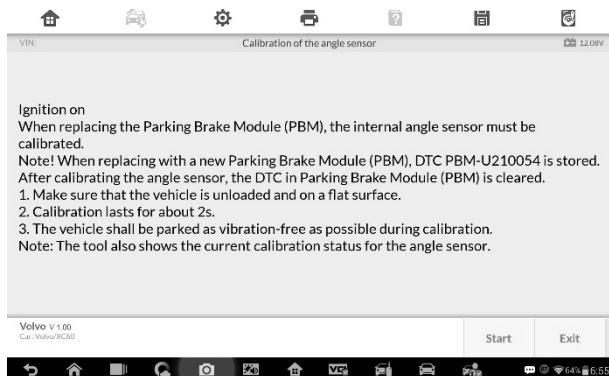 VIN:
Calibration of the angle sensor
12.08V
Ignition on
When replacing the Parking Brake Module (PBM), the internal angle sensor must be
calibrated.
Note! When replacing with a new Parking Brake Module (PBM), DTC PBM-U210054 is stored.
After calibrating the angle sensor, the DTC in Parking Brake Module (PBM) is cleared.
1. Make sure that the vehicle is unloaded and on a flat surface.
2. Calibration lasts for about 2s.
3. The vehicle shall be parked as vibration-free as possible during calibration.
Note: The tool also shows the current calibration status for the angle sensor.
Volvo V 1.00
Car: Volvo/XC60
Start
Exit
64% 6:55